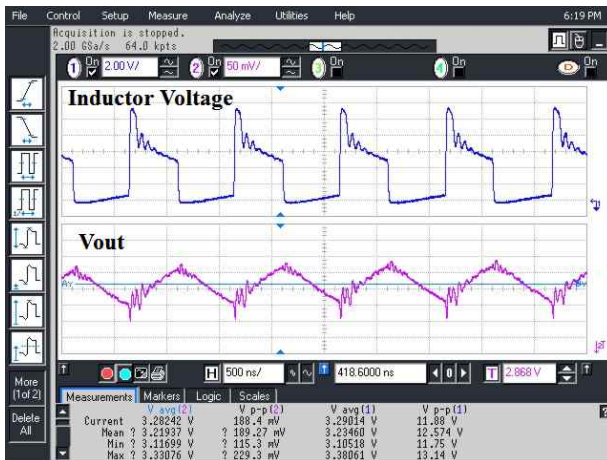 File Control Setup Measure Analyze Utilities Help 6:19 PM
Acquisition is stopped.
2.00 GSa/s 64.0 kpts
1 On 2.00 V/ 2 On 50 mV/ 3 On 4 On D On
Inductor Voltage
Vout
H 500 ns/ 418.6000 ns 0 T 2.868 V
More
(1 of 2)
Delete
All
Measurements Markers Logic Scales
V avg(2) V p-p(2) V avg(1) V p-p(1)
Current 3.28242 V 188.4 mV 3.29014 V 11.88 V
Mean ? 3.21937 V ? 189.27 mV 3.23460 V 12.574 V
Min ? 3.11699 V ? 115.3 mV 3.10518 V 11.75 V
Max ? 3.33076 V ? 229.3 mV 3.38061 V 13.14 V